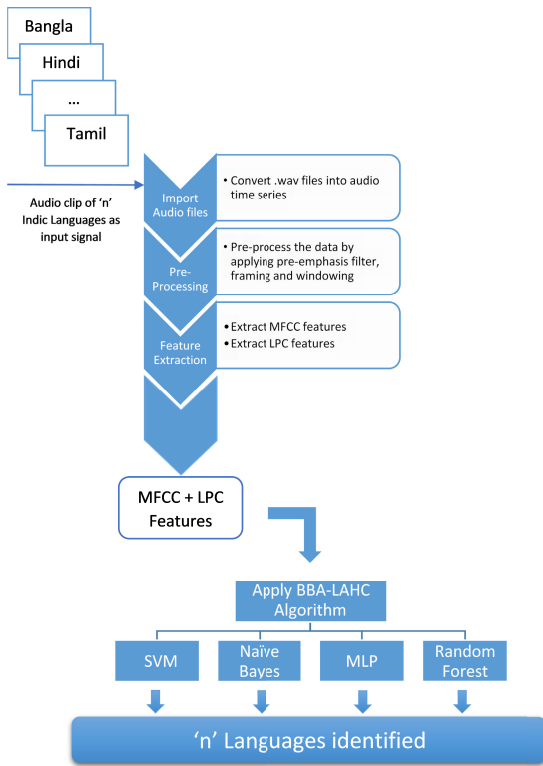 Bangla
Hindi
...
Tamil
Audio clip of ‘n’
Indic Languages as
input signal
Import
Audio files
• Convert .wav files into audio
time series
Pre-
Processing
• Pre-process the data by
applying pre-emphasis filter,
framing and windowing
Feature
Extraction
• Extract MFCC features
• Extract LPC features
MFCC + LPC
Features
Apply BBA-LAHC
Algorithm
SVM
Naïve
Bayes
MLP
Random
Forest
‘n’ Languages identified